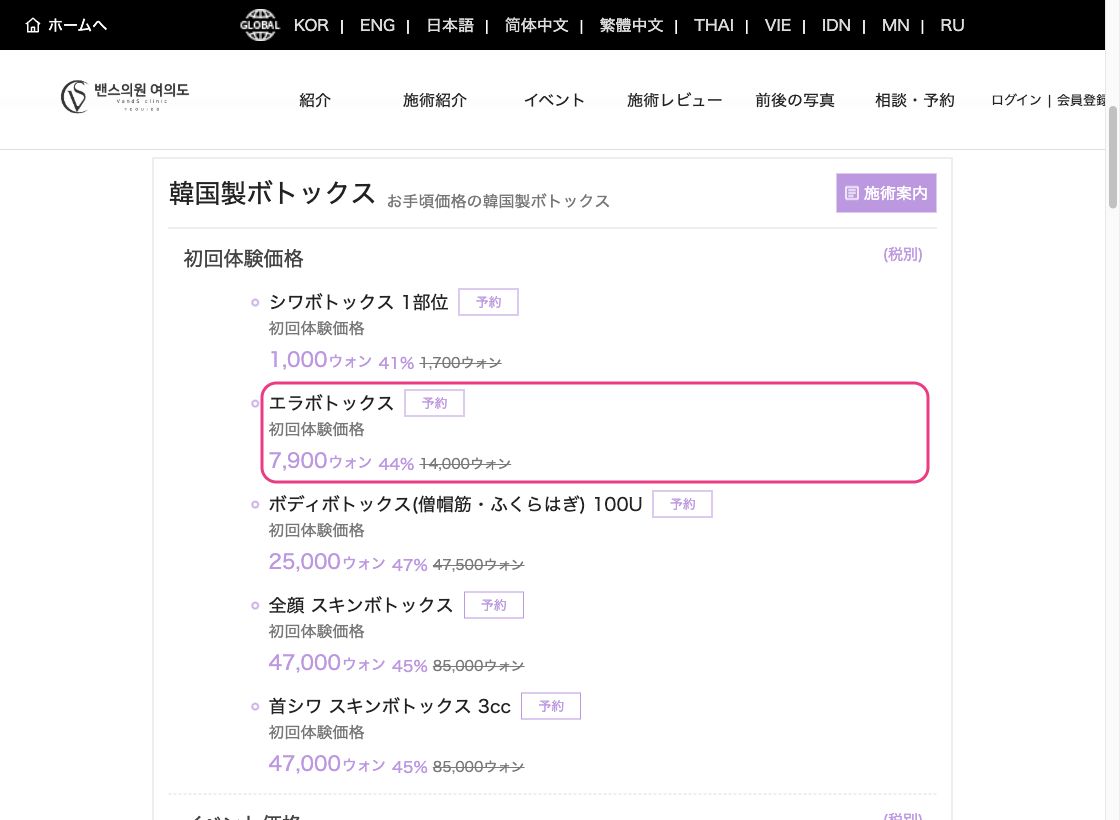 ホームへ
GLOBAL KOR | ENG | 日本語 | 简体中文 | 繁體中文 | THAI | VIE | IDN | MN | RU
밴스의원 여의도
VandS clinic
YEOUIDO
紹介 施術紹介 イベント 施術レビュー 前後の写真 相談・予約 ログイン | 会員登録
韓国製ボトックス お手頃価格の韓国製ボトックス 施術案内
初回体験価格 (税別)
シワボトックス 1部位 予約
初回体験価格
1,000ウォン 41% 1,700ウォン
エラボトックス 予約
初回体験価格
7,900ウォン 44% 14,000ウォン
ボディボトックス(僧帽筋・ふくらはぎ) 100U 予約
初回体験価格
25,000ウォン 47% 47,500ウォン
全顔 スキンボトックス 予約
初回体験価格
47,000ウォン 45% 85,000ウォン
首シワ スキンボトックス 3cc 予約
初回体験価格
47,000ウォン 45% 85,000ウォン
イベント価格 (税別)